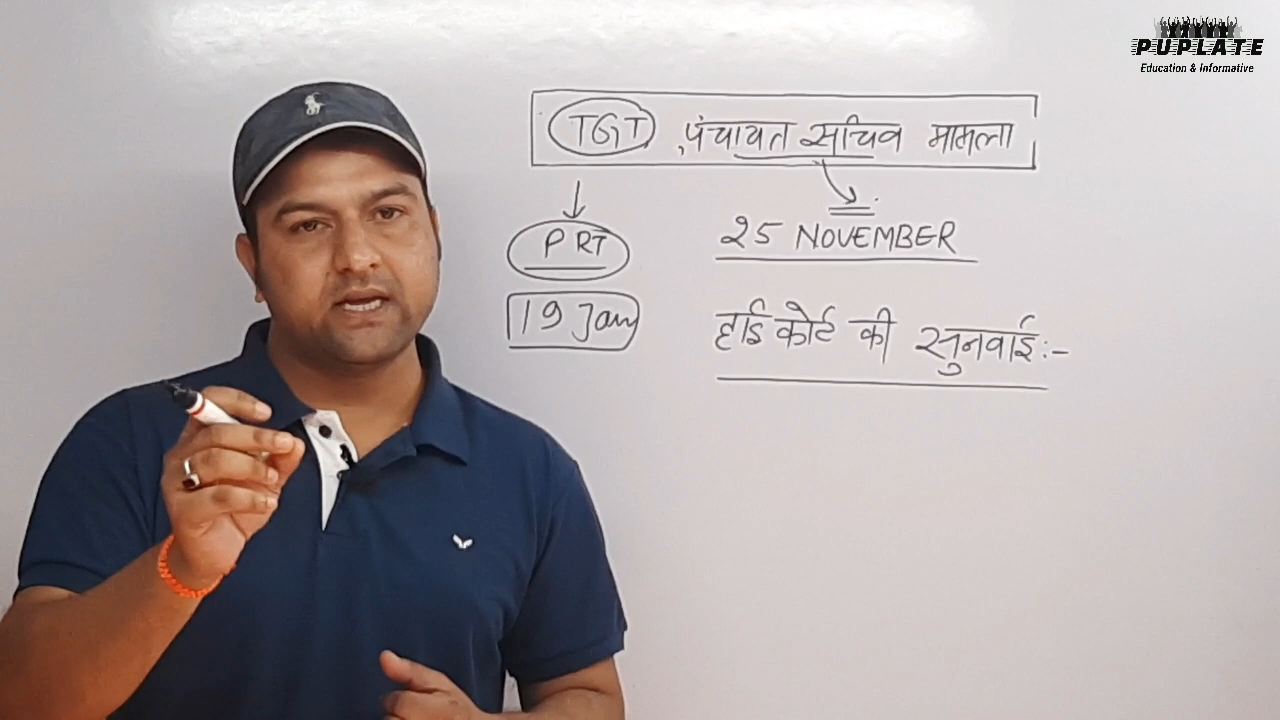 PUPLATE
Education & Informative
TGT पंचायत सचिव मामला
PRT
25 NOVEMBER
19 Jan
हाई कोर्ट की सुनवाई:-